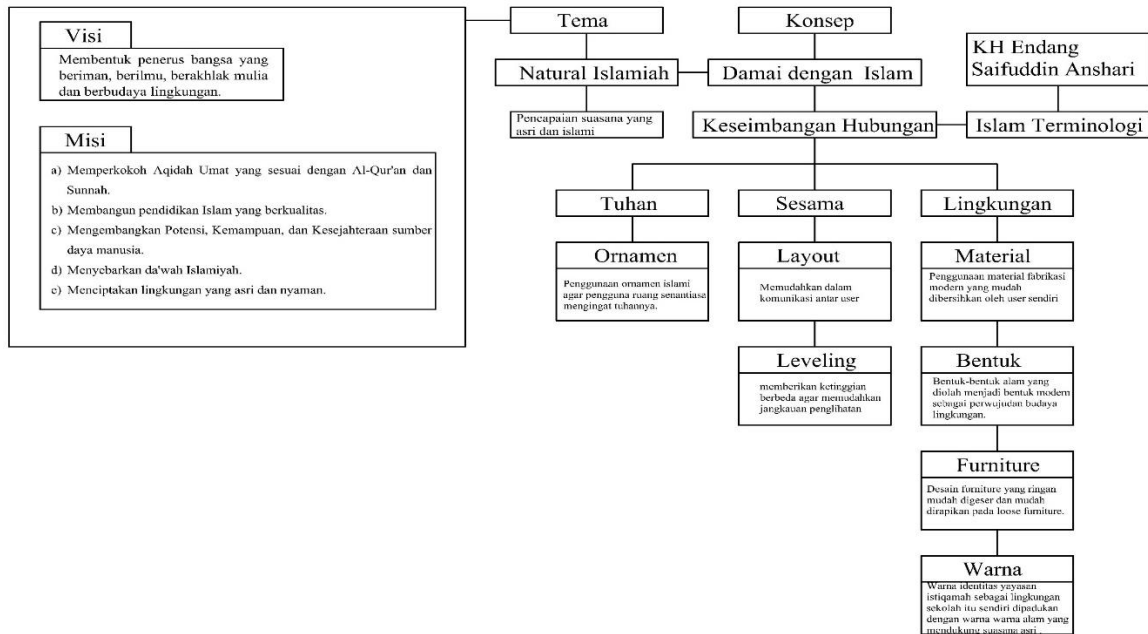 Visi
Membentuk penerus bangsa yang
beriman, berilmu, berakhlak mulia
dan berbudaya lingkungan.
Misi
a) Memperkokoh Aqidah Umat yang sesuai dengan Al-Qur'an dan
Sunnah.
b) Membangun pendidikan Islam yang berkualitas.
c) Mengembangkan Potensi, Kemampuan, dan Kesejahteraan sumber
daya manusia.
d) Menyebarkan da'wah Islamiyah.
e) Menciptakan lingkungan yang asri dan nyaman.
Tema
Natural Islamiah
Pencapaian suasana yang
asri dan islami
Konsep
Damai dengan Islam
Keseimbangan Hubungan
KH Endang
Saifuddin Anshari
Islam Terminologi
Tuhan
Ornamen
Penggunaan ornamen islami
agar pengguna ruang senantiasa
mengingat tuhannya.
Sesama
Layout
Memudahkan dalam
komunikasi antar user
Leveling
memberikan ketinggian
berbeda agar memudahkan
jangkauan penglihatan
Lingkungan
Material
Penggunaan material fabrikasi
modern yang mudah
dibersihkan oleh user sendiri
Bentuk
Bentuk-bentuk alam yang
diolah menjadi bentuk modern
sebagai perwujudan budaya
lingkungan.
Furniture
Desain furniture yang ringan
mudah digeser dan mudah
dirapikan pada loose furniture.
Warna
Warna identitas yayasan
istiqamah sebagai lingkungan
sekolah itu sendiri dipadukan
dengan warna warna alam yang
mendukung suasana asri .